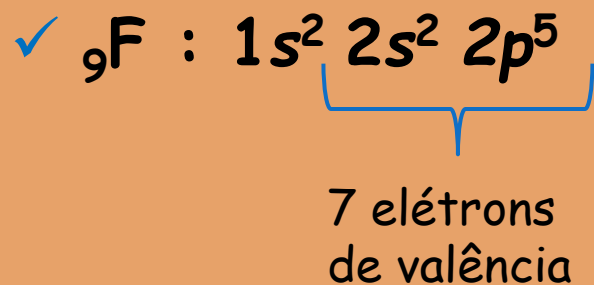 ✓ ₉F : 1s² 2s² 2p⁵
7 elétrons
de valência